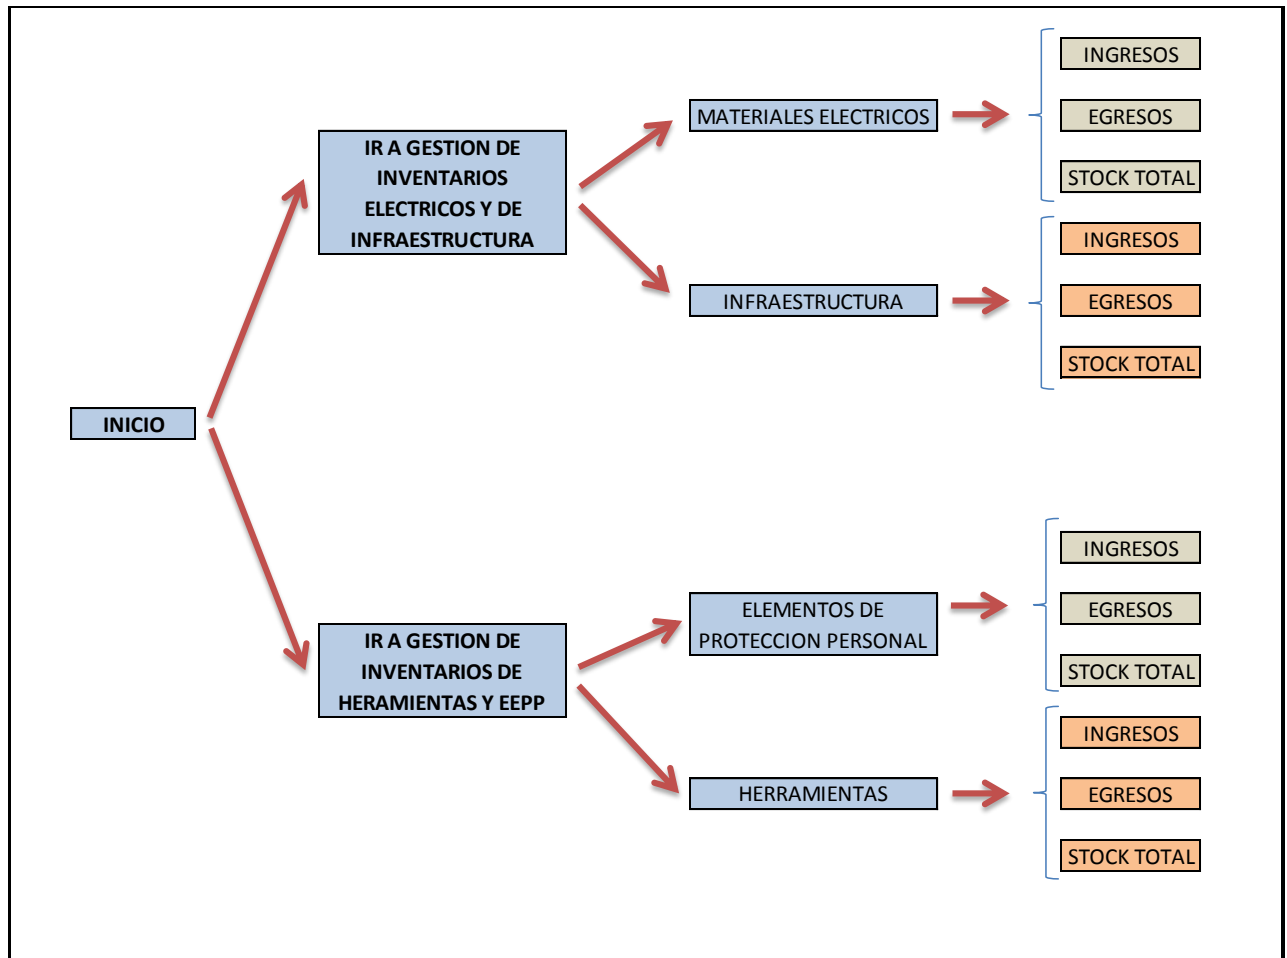 INICIO
IR A GESTION DE
INVENTARIOS
ELECTRICOS Y DE
INFRAESTRUCTURA
MATERIALES ELECTRICOS
INGRESOS
EGRESOS
STOCK TOTAL
INFRAESTRUCTURA
INGRESOS
EGRESOS
STOCK TOTAL
IR A GESTION DE
INVENTARIOS DE
HERAMIENTAS Y EEPP
ELEMENTOS DE
PROTECCION PERSONAL
INGRESOS
EGRESOS
STOCK TOTAL
HERRAMIENTAS
INGRESOS
EGRESOS
STOCK TOTAL